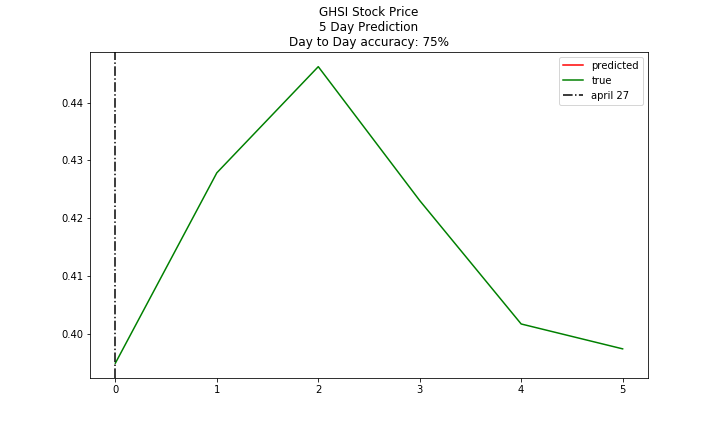 GHSI Stock Price
5 Day Prediction
Day to Day accuracy: 75%
predicted
true
april 27
0.44
0.43
0.42
0.41
0.40
0 1 2 3 4 5